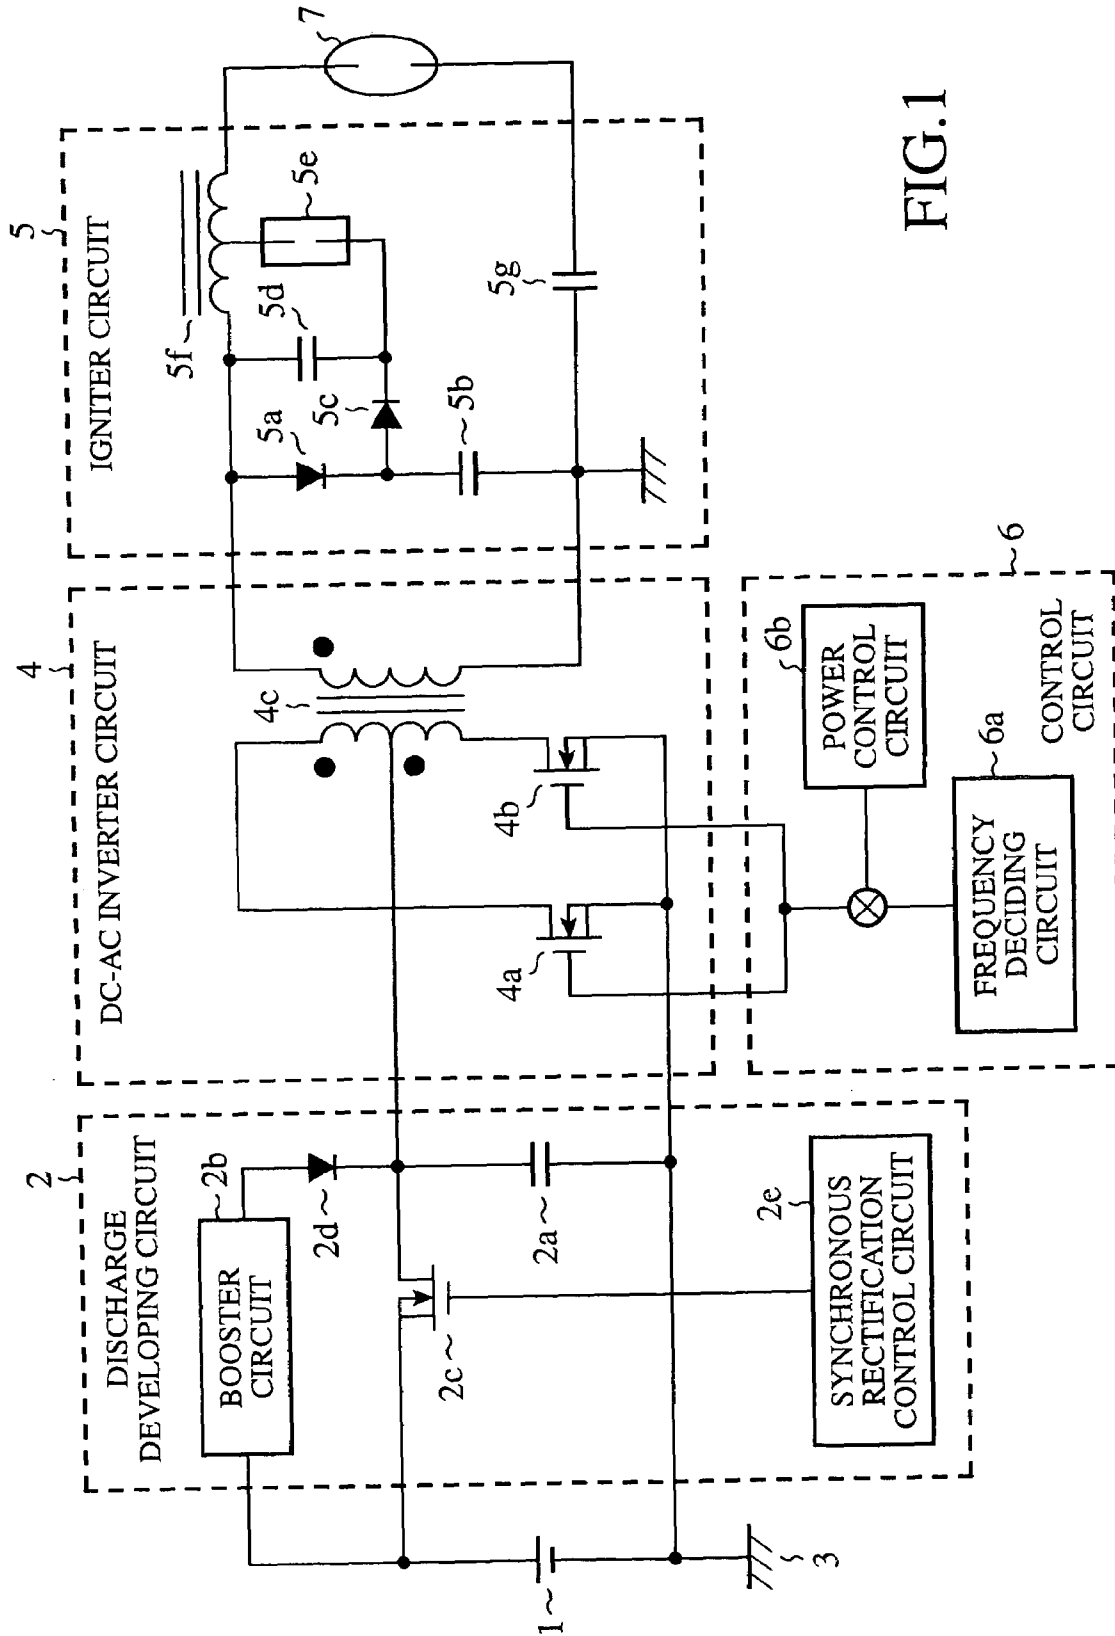 2
DISCHARGE
DEVELOPING CIRCUIT
BOOSTER
CIRCUIT
2b
2d
2c
2a
2e
SYNCHRONOUS
RECTIFICATION
CONTROL CIRCUIT
1
3
4
DC-AC INVERTER CIRCUIT
4c
4a
4b
5
IGNITER CIRCUIT
5f
5a
5c
5d
5e
5b
5g
7
6
6b
POWER
CONTROL
CIRCUIT
CONTROL
CIRCUIT
6a
FREQUENCY
DECIDING
CIRCUIT
FIG.1